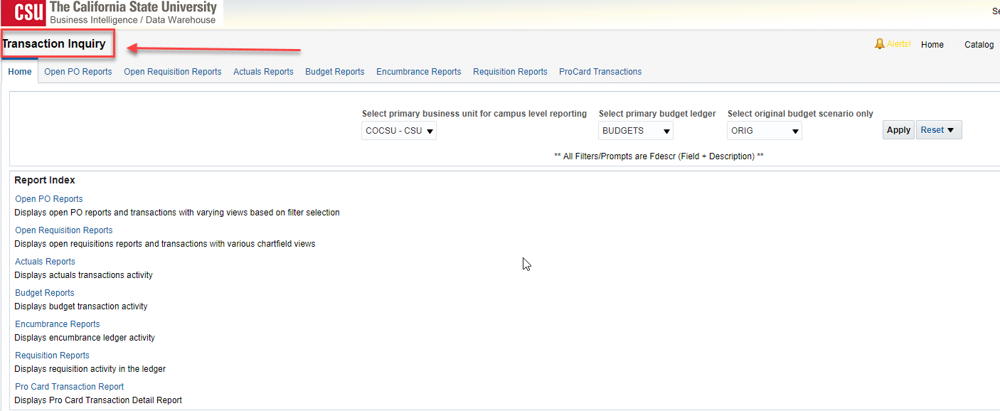 CSU The California State University
Business Intelligence / Data Warehouse
Se
Transaction Inquiry
Alerts! Home Catalog
Home Open PO Reports Open Requisition Reports Actuals Reports Budget Reports Encumbrance Reports Requisition Reports ProCard Transactions
Select primary business unit for campus level reporting Select primary budget ledger Select original budget scenario only
COCSU - CSU BUDGETS ORIG Apply Reset
** All Filters/Prompts are Fdescr (Field + Description) **
Report Index
Open PO Reports
Displays open PO reports and transactions with varying views based on filter selection
Open Requisition Reports
Displays open requisitions reports and transactions with various chartfield views
Actuals Reports
Displays actuals transactions activity
Budget Reports
Displays budget transaction activity
Encumbrance Reports
Displays encumbrance ledger activity
Requisition Reports
Displays requisition activity in the ledger
Pro Card Transaction Report
Displays Pro Card Transaction Detail Report